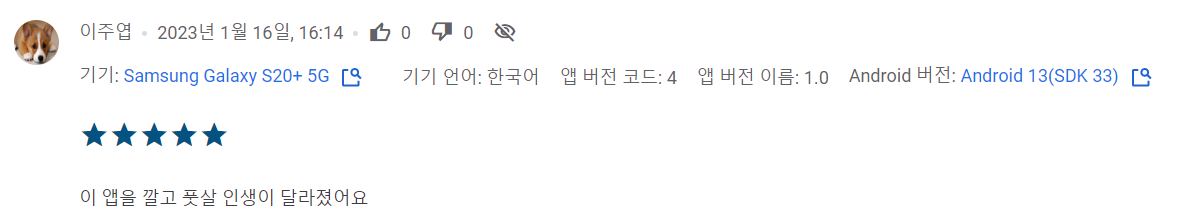 이주엽 • 2023년 1월 16일, 16:14 • 0 0
기기: Samsung Galaxy S20+ 5G 기기 언어: 한국어 앱 버전 코드: 4 앱 버전 이름: 1.0 Android 버전: Android 13(SDK 33)
이 앱을 깔고 풋살 인생이 달라졌어요